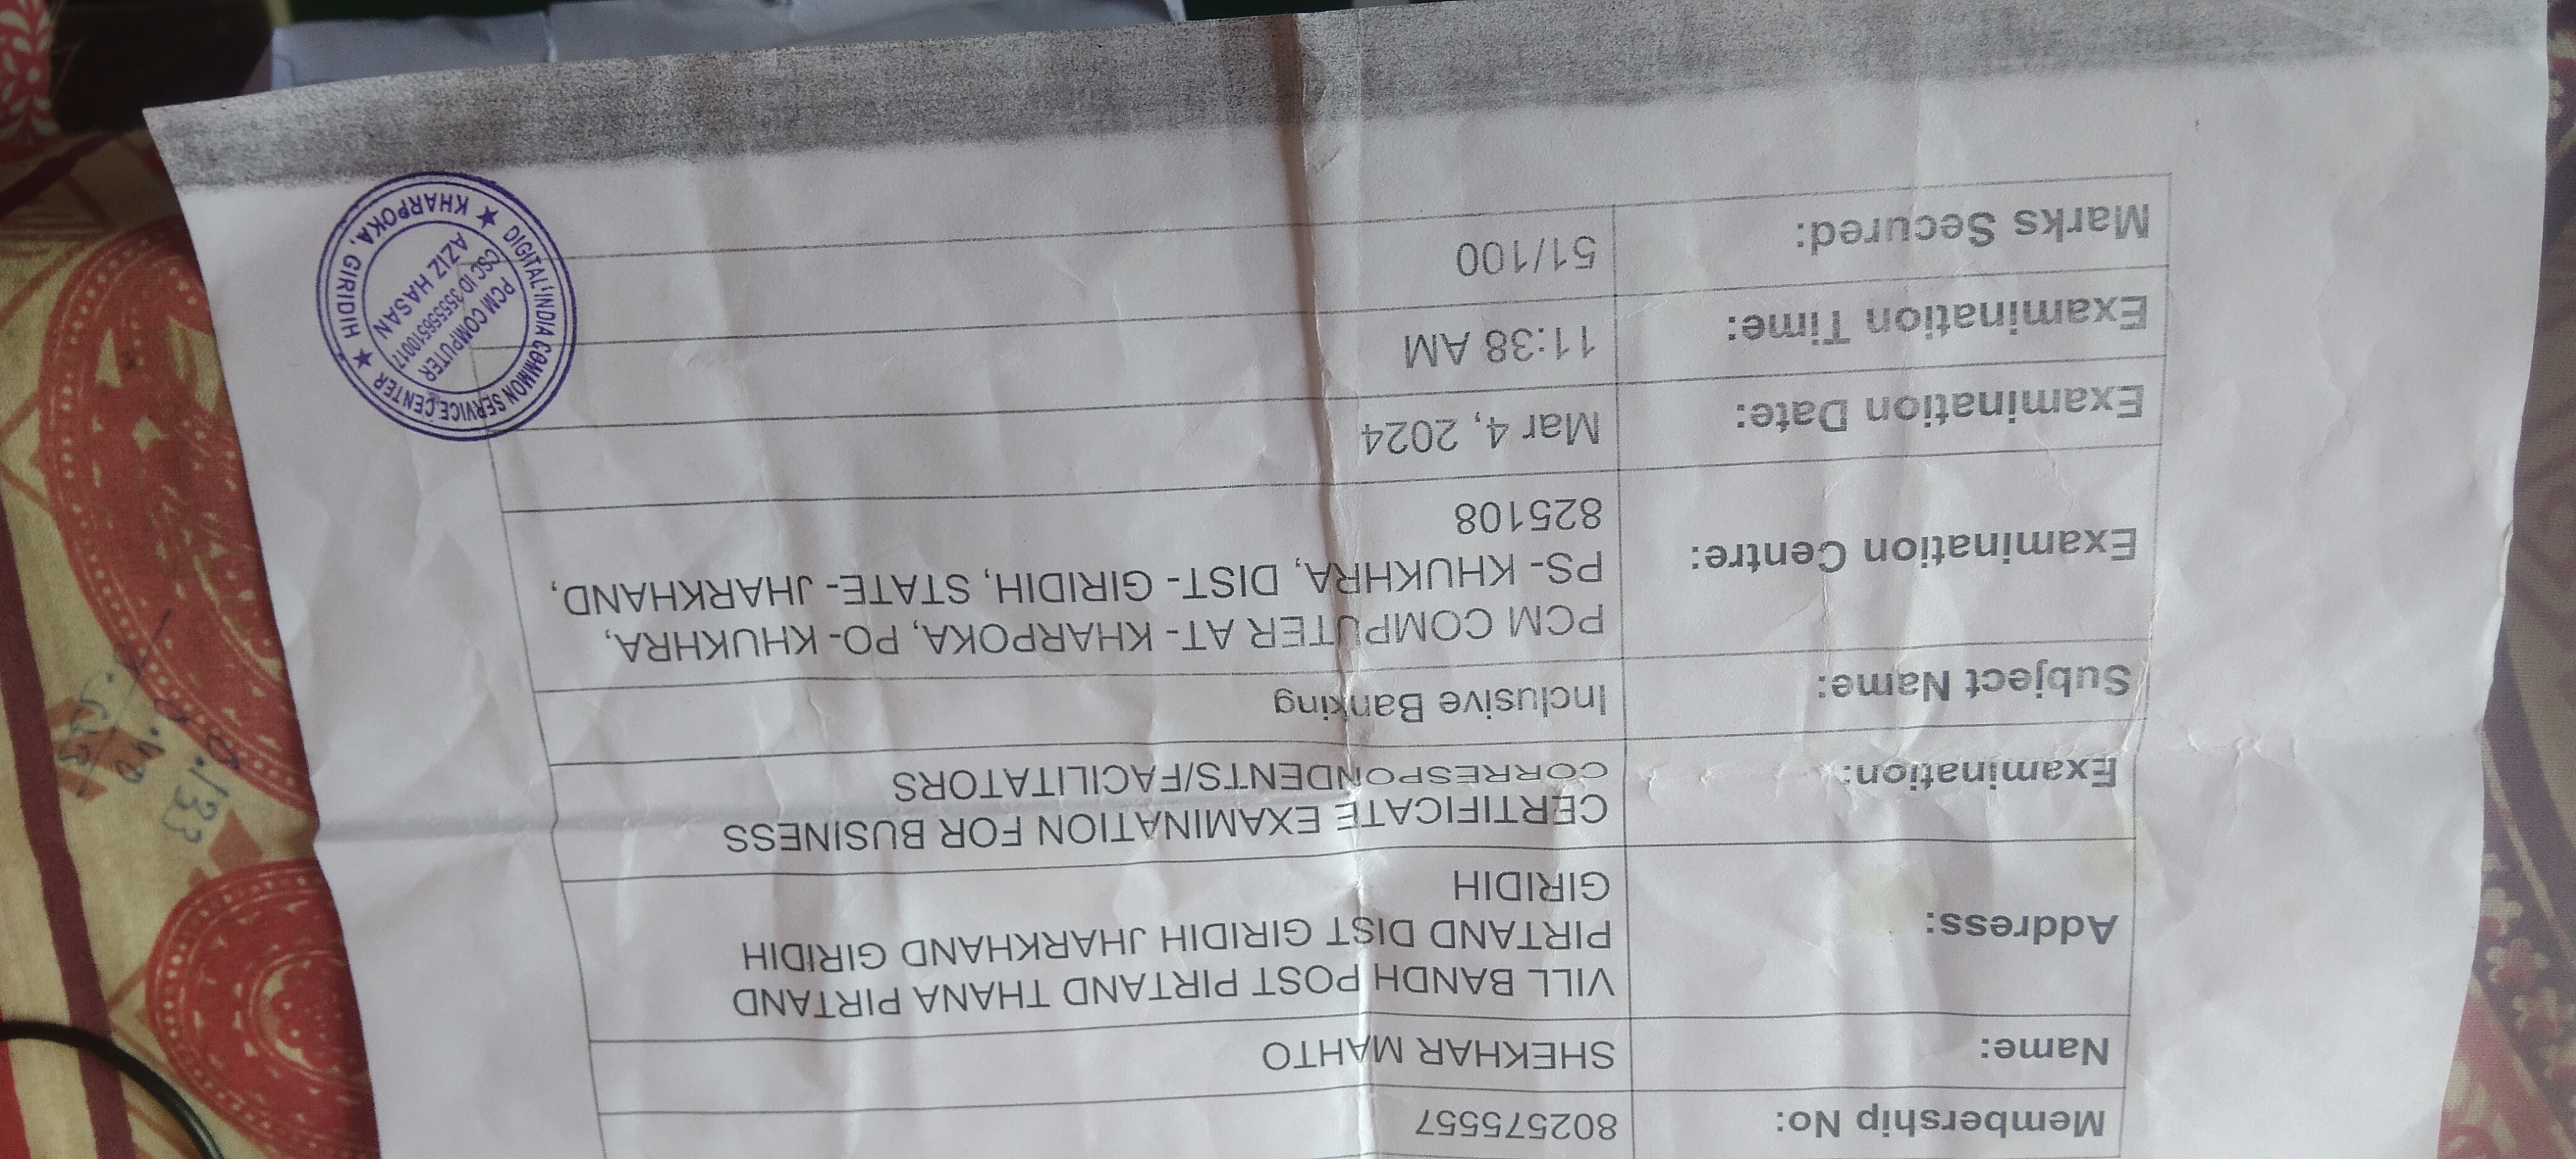 Membership No: 802575557
Name: SHEKHAR MAHTO
Address: VILL BANDH POST PIRTAND THANA PIRTAND
PIRTAND DIST GIRIDIH JHARKHAND GIRIDIH
GIRIDIH
Examination: CERTIFICATE EXAMINATION FOR BUSINESS
CORRESPONDENTS/FACILITATORS
Subject Name: Inclusive Banking
Examination Centre: PCM COMPUTER AT- KHARPOKA, PO- KHUKHRA,
PS- KHUKHRA, DIST- GIRIDIH, STATE- JHARKHAND,
825108
Examination Date: Mar 4, 2024
Examination Time: 11:38 AM
Marks Secured: 51/100
DIGITAL INDIA COMMON SERVICE CENTER
PCM COMPUTER
CSC ID
AZIZ HASAN
KHARPOKA, GIRIDIH